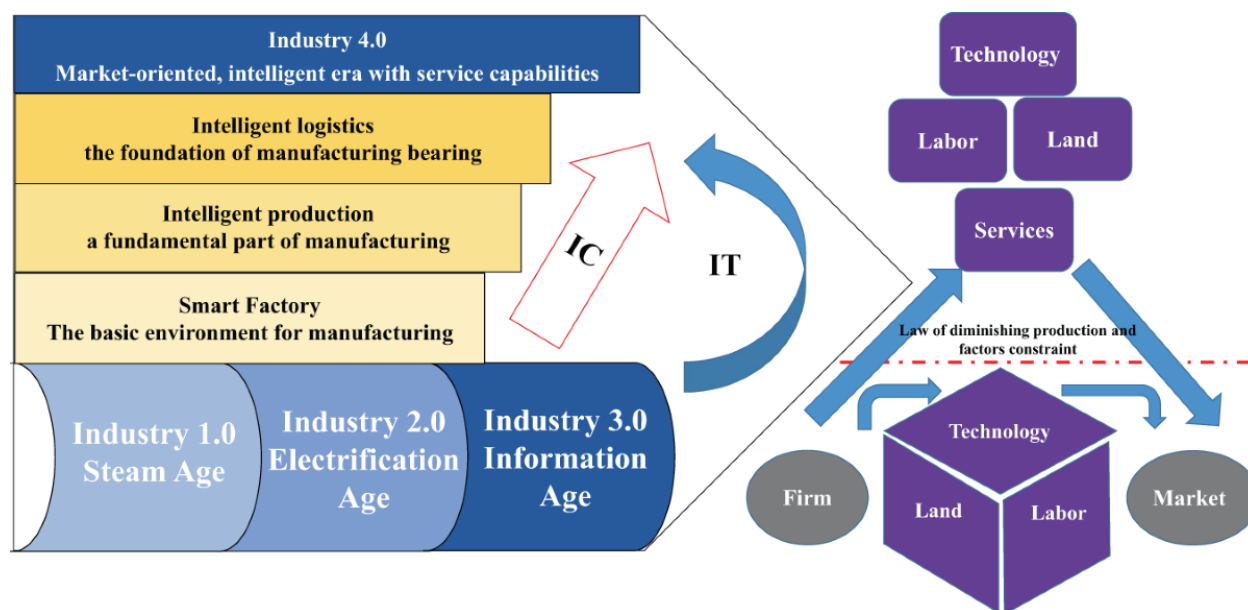 Industry 4.0
Market-oriented, intelligent era with service capabilities
Intelligent logistics
the foundation of manufacturing bearing
Intelligent production
a fundamental part of manufacturing
Smart Factory
The basic environment for manufacturing
IC
IT
Industry 1.0
Steam Age
Industry 2.0
Electrification
Age
Industry 3.0
Information
Age
Technology
Labor
Land
Services
Law of diminishing production and
factors constraint
Technology
Firm
Land
Labor
Market